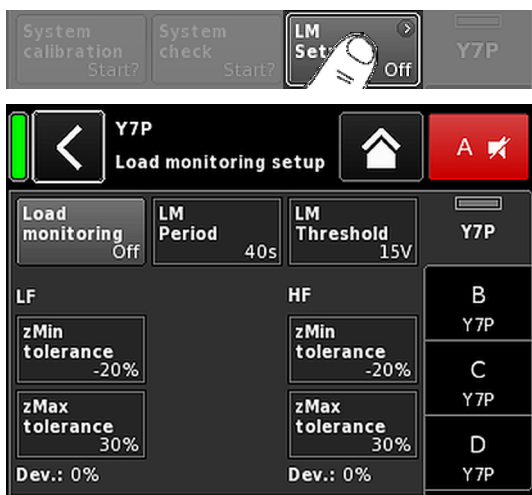 System calibration Start?
System check Start?
LM Set Off
Y7P
Y7P
Load monitoring setup
A
Load monitoring Off
LM Period 40s
LM Threshold 15V
Y7P
LF
HF
B
Y7P
zMin tolerance -20%
zMin tolerance -20%
C
Y7P
zMax tolerance 30%
zMax tolerance 30%
D
Y7P
Dev.: 0%
Dev.: 0%